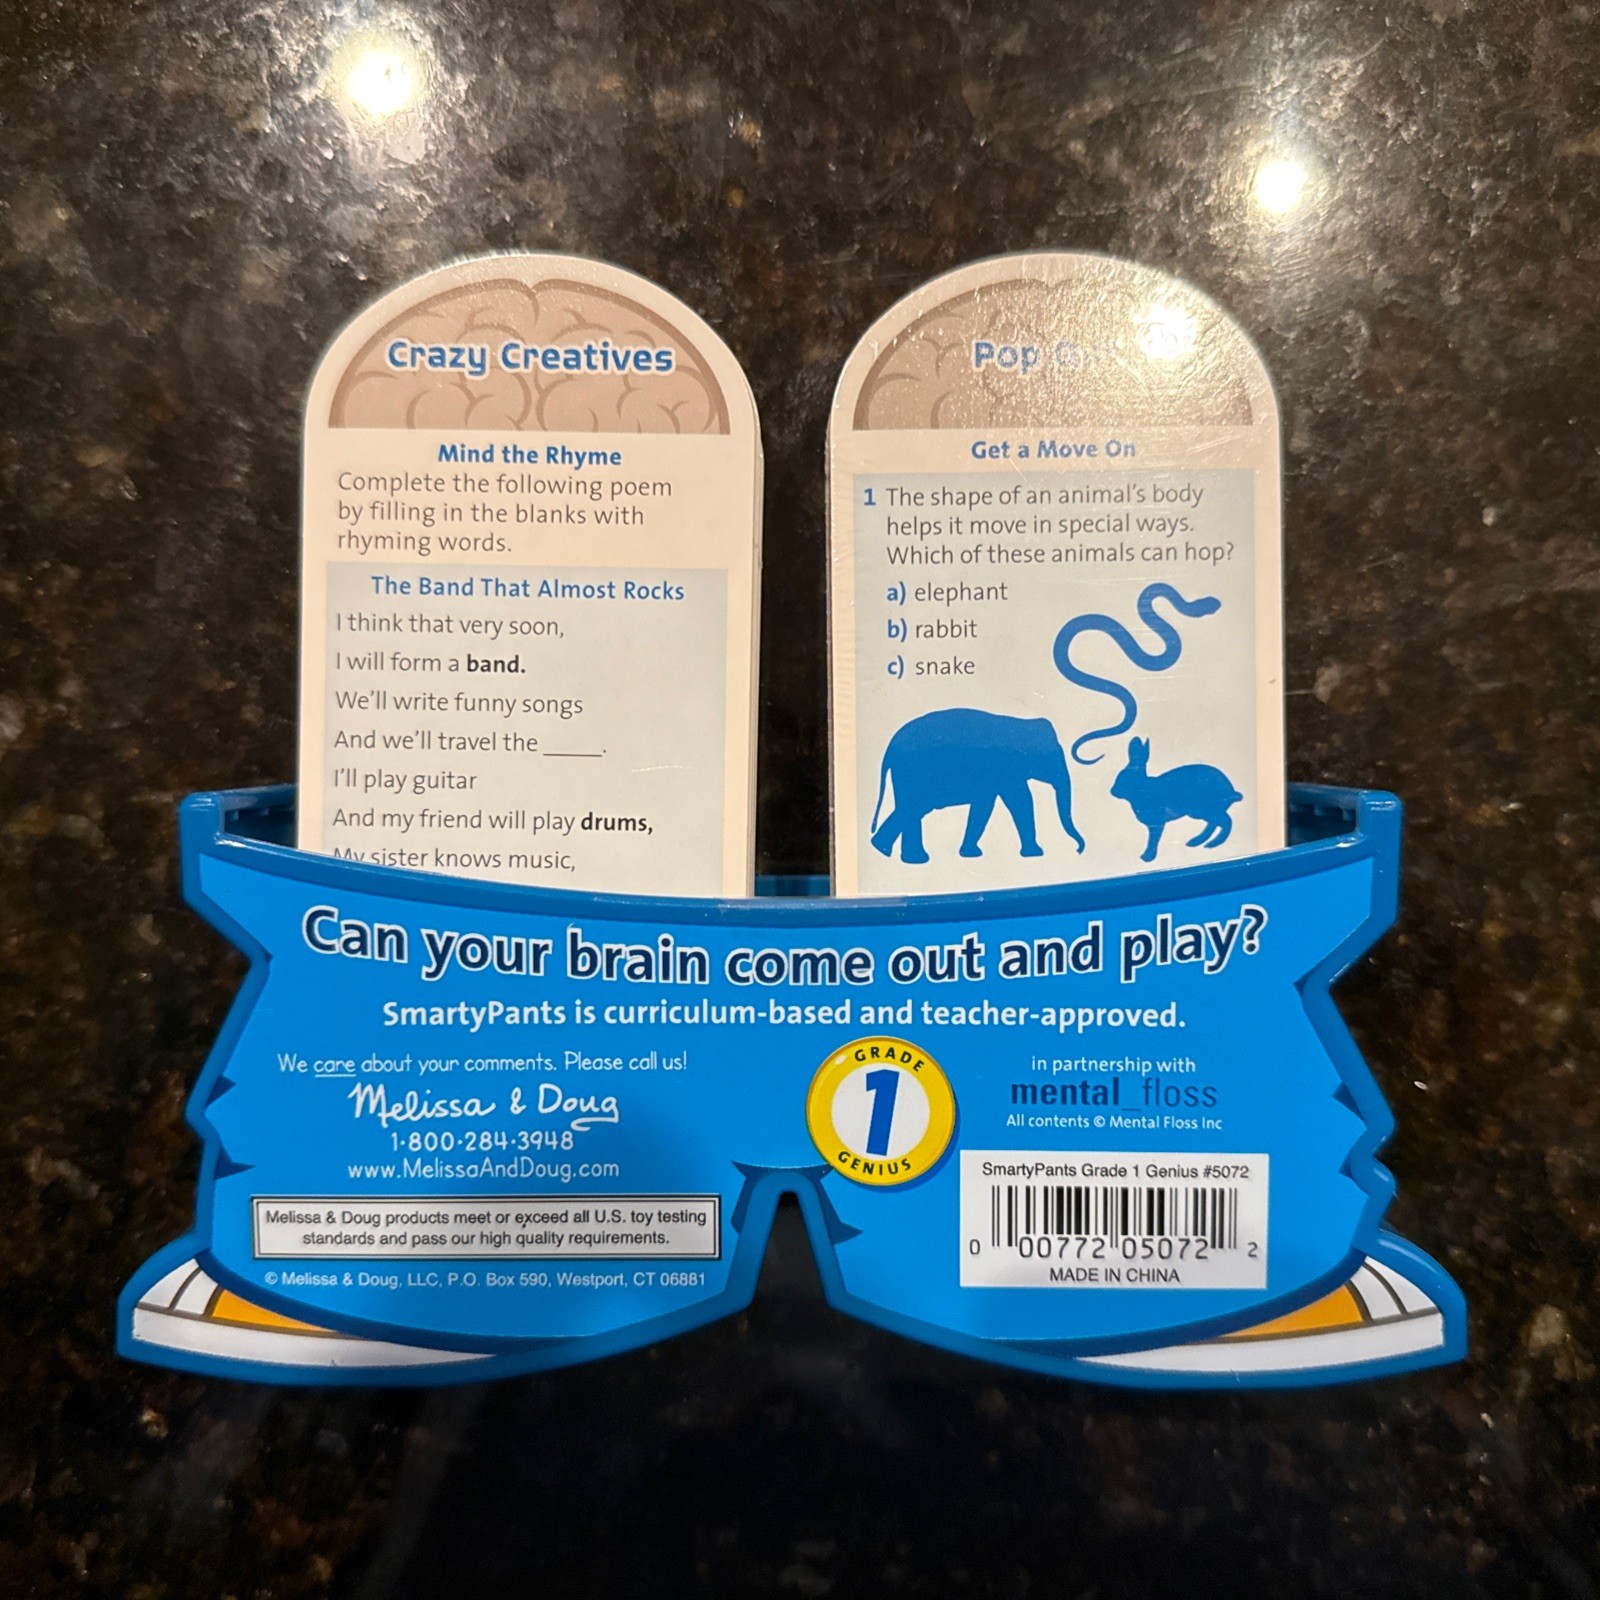 Crazy Creatives
Mind the Rhyme
Complete the following poem
by filling in the blanks with
rhyming words.
The Band That Almost Rocks
I think that very soon,
I will form a band.
We'll write funny songs
And we'll travel the _____.
I'll play guitar
And my friend will play drums,
My sister knows music,
Pop
Get a Move On
1 The shape of an animal's body
helps it move in special ways.
Which of these animals can hop?
a) elephant
b) rabbit
c) snake
Can your brain come out and play?
SmartyPants is curriculum-based and teacher-approved.
We care about your comments. Please call us!
Melissa & Doug
1-800-284-3948
www.MelissaAndDoug.com
Melissa & Doug products meet or exceed all U.S. toy testing
standards and pass our high quality requirements.
© Melissa & Doug, LLC, P.O. Box 590, Westport, CT 06881
GRADE
1
GENIUS
in partnership with
mental_floss
All contents © Mental Floss Inc
SmartyPants Grade 1 Genius #5072
0 00772 05072 2
MADE IN CHINA